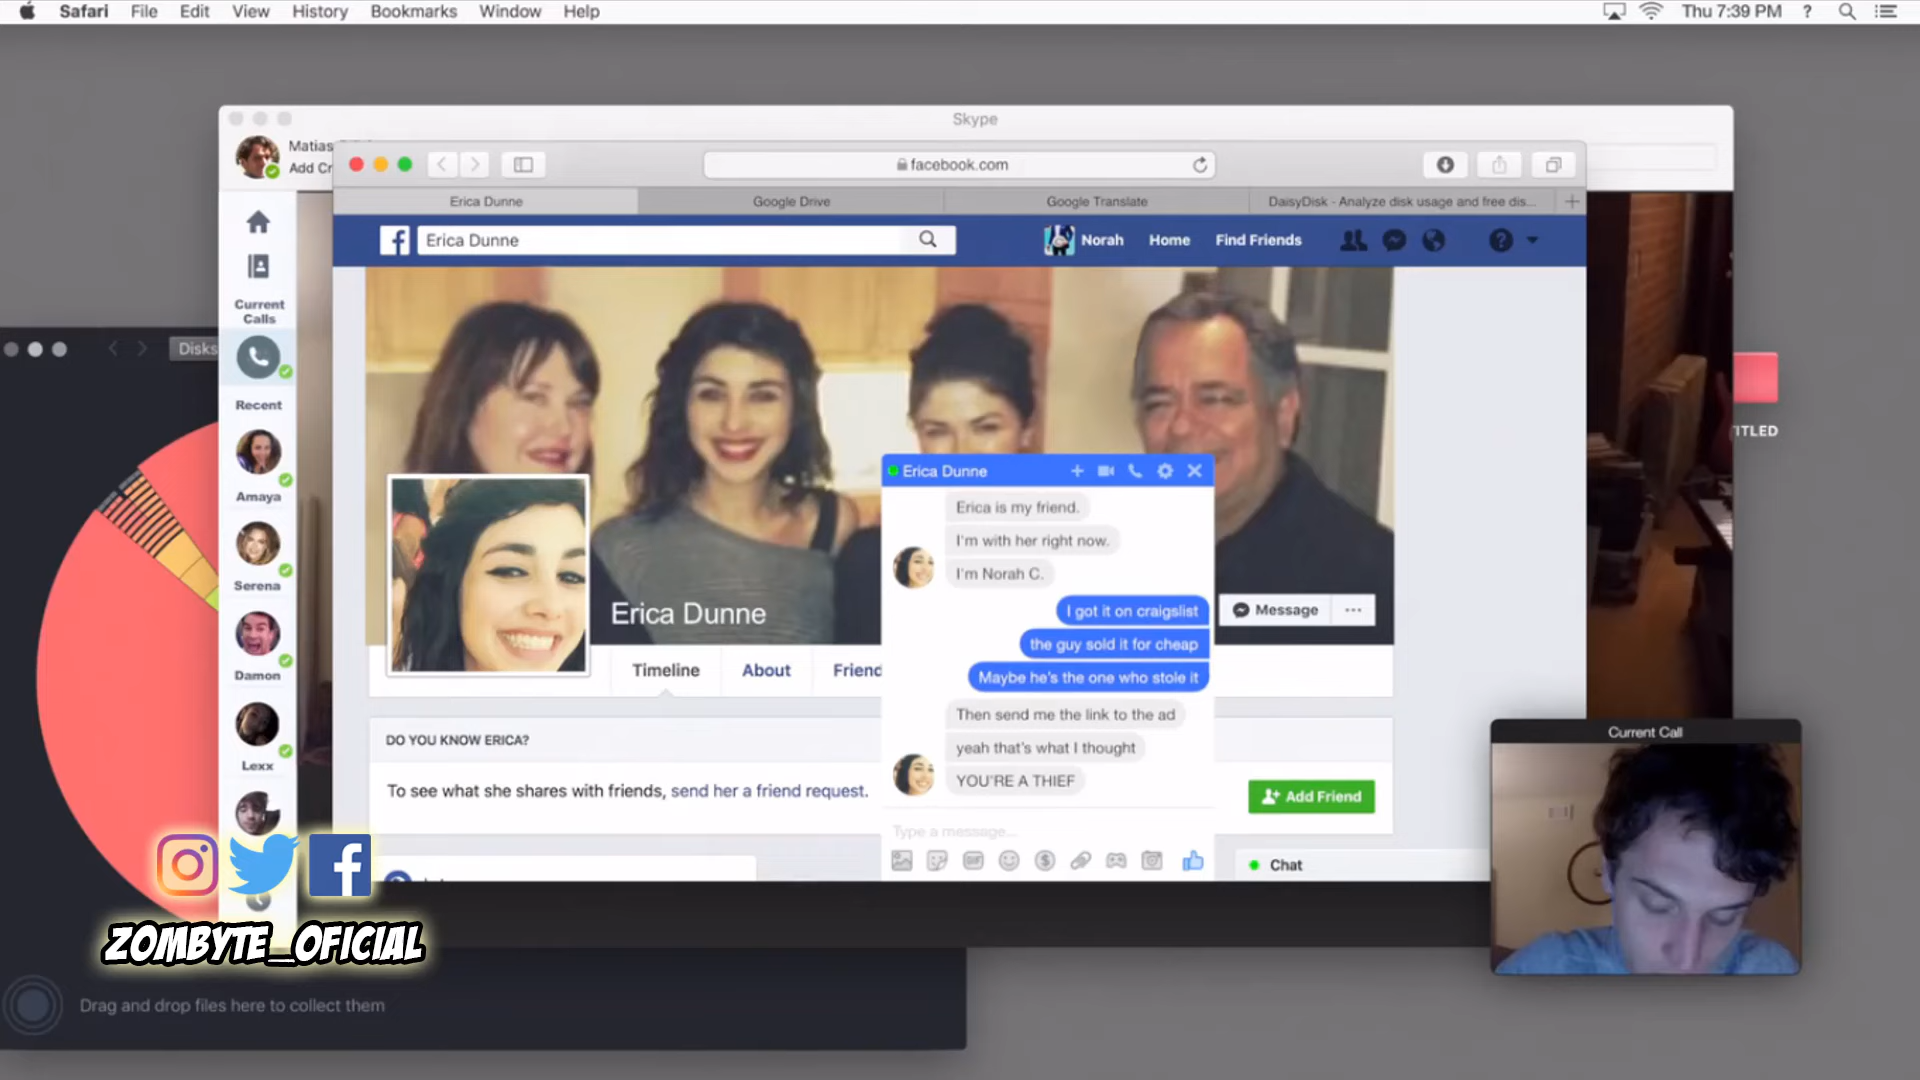 Safari File Edit View History Bookmarks Window Help
Thu 7:39 PM ?
Skype
Matias
Add Cr
facebook.com
Erica Dunne
Google Drive
Google Translate
DaisyDisk - Analyze disk usage and free dis...
Erica Dunne
Norah Home Find Friends
Current
Calls
Disks
Recent
Amaya
Serena
Damon
Lexx
ITLED
Erica Dunne
Message
Timeline
About
Friend
DO YOU KNOW ERICA?
To see what she shares with friends, send her a friend request.
Add Friend
Erica Dunne
Erica is my friend.
I'm with her right now.
I'm Norah C.
I got it on craigslist
the guy sold it for cheap
Maybe he's the one who stole it
Then send me the link to the ad
yeah that's what I thought
YOU'RE A THIEF
Type a message...
GIF
Chat
Current Call
ZOMBYTE_OFICIAL
Drag and drop files here to collect them